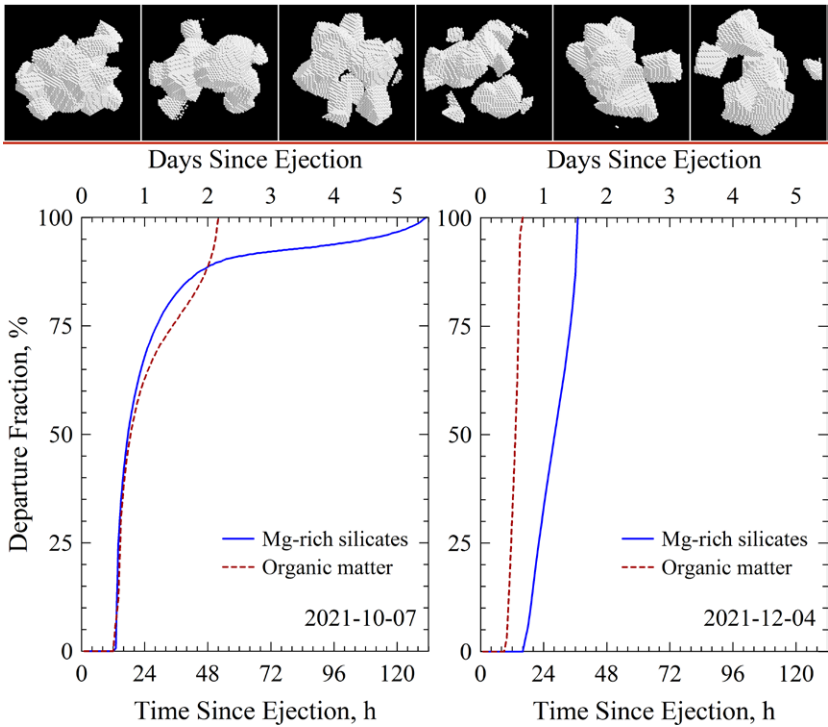 Days Since Ejection Days Since Ejection
0 1 2 3 4 5 0 1 2 3 4 5
100 100
75 75
50 50
25 25
0 0
Departure Fraction, %
Mg-rich silicates Mg-rich silicates
Organic matter Organic matter
2021-10-07 2021-12-04
0 24 48 72 96 120 0 24 48 72 96 120
Time Since Ejection, h Time Since Ejection, h